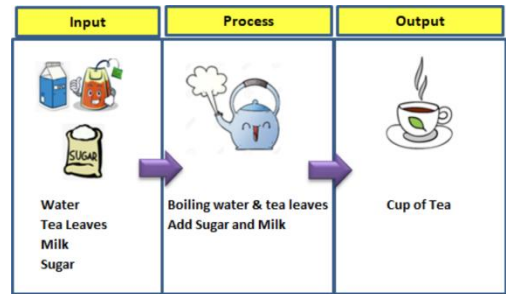 Input
Process
Output
SUGAR
Water
Tea Leaves
Milk
Sugar
Boiling water & tea leaves
Add Sugar and Milk
Cup of Tea